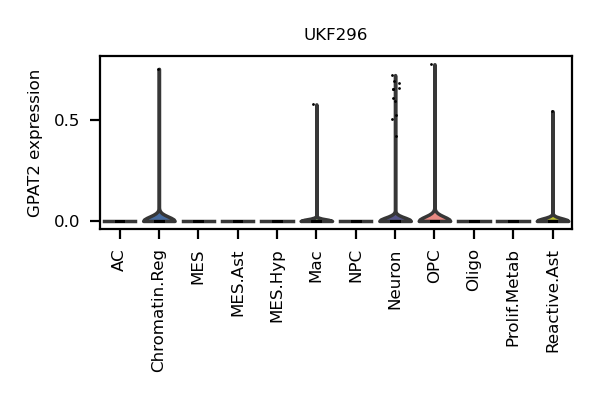 UKF296
GPAT2 expression
0.5
0.0
AC
Chromatin.Reg
MES
MES.Ast
MES.Hyp
Mac
NPC
Neuron
OPC
Oligo
Prolif.Metab
Reactive.Ast